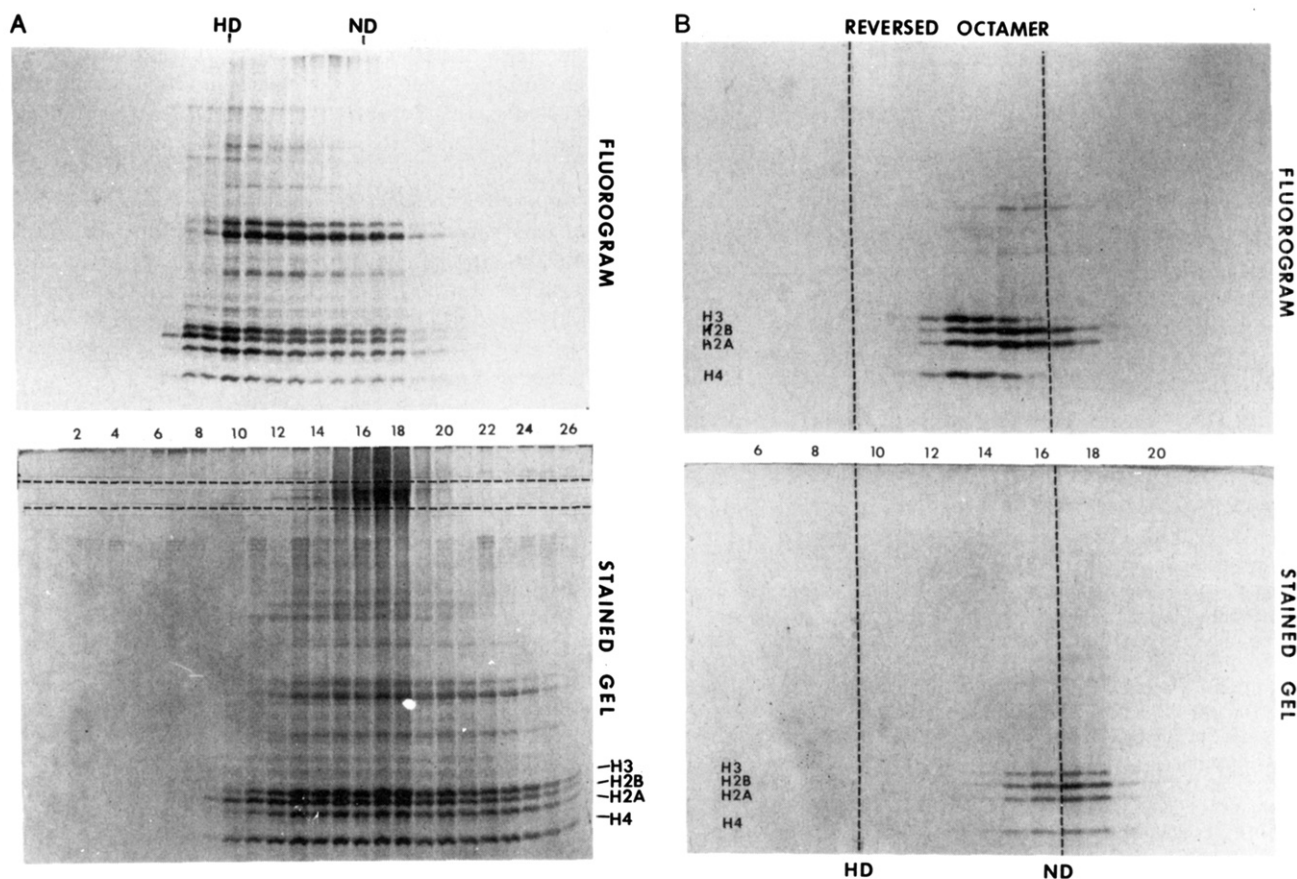 A
HD ND
FLUOROGRAM
2 4 6 8 10 12 14 16 18 20 22 24 26
STAINED GEL
H3
H2B
H2A
H4
B
REVERSED OCTAMER
FLUOROGRAM
H3
H2B
H2A
H4
6 8 10 12 14 16 18 20
STAINED GEL
H3
H2B
H2A
H4
HD ND